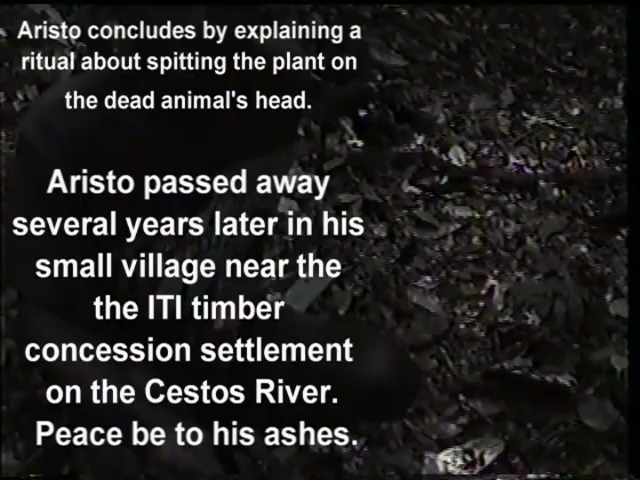 Aristo concludes by explaining a
ritual about spitting the plant on
the dead animal's head.
Aristo passed away
several years later in his
small village near the
the ITI timber
concession settlement
on the Cestos River.
Peace be to his ashes.